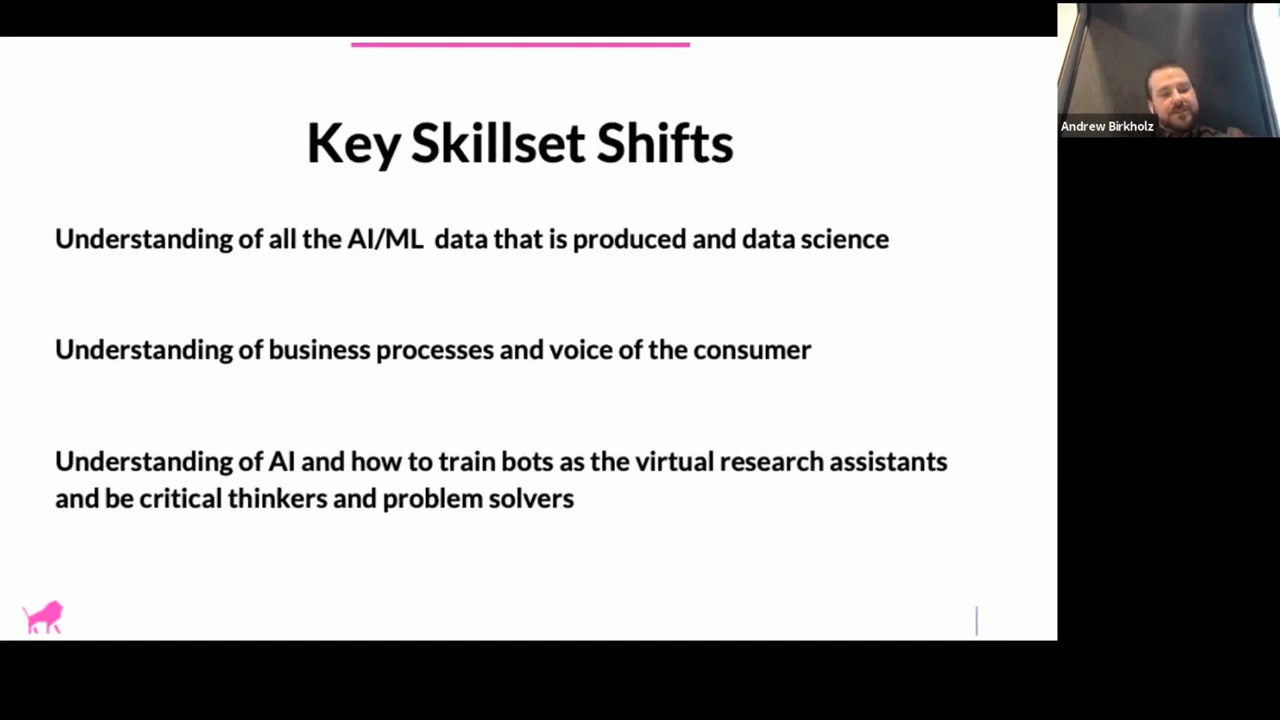 Key Skillset Shifts
Understanding of all the AI/ML  data that is produced and data science
Understanding of business processes and voice of the consumer
Understanding of AI and how to train bots as the virtual research assistants
and be critical thinkers and problem solvers
Andrew Birkholz